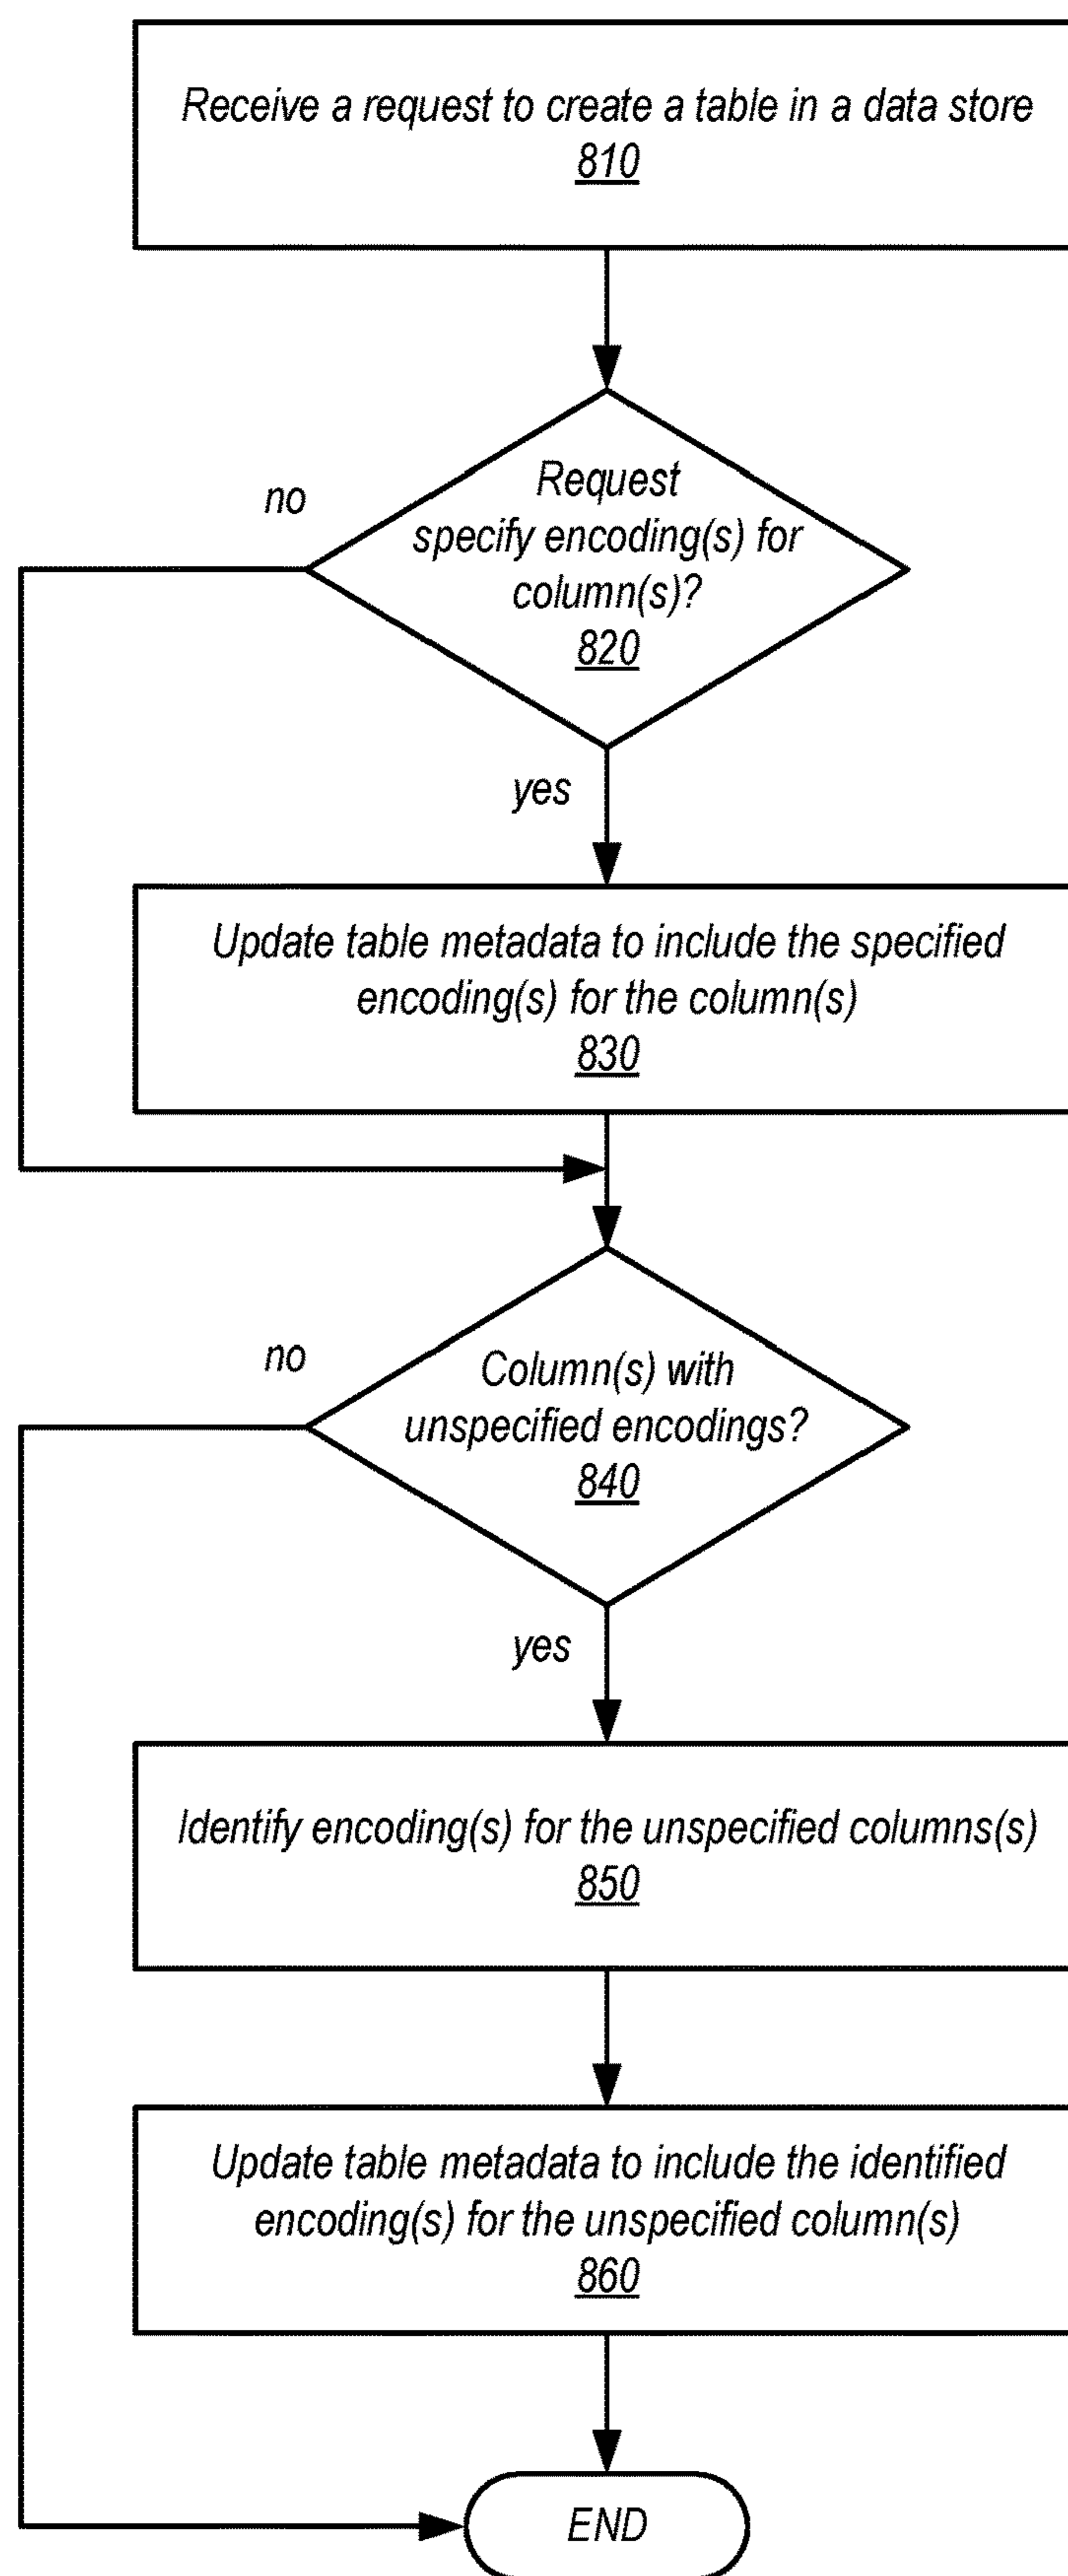 Receive a request to create a table in a data store
810
no
Request
specify encoding(s) for
column(s)?
820
yes
Update table metadata to include the specified
encoding(s) for the column(s)
830
no
Column(s) with
unspecified encodings?
840
yes
Identify encoding(s) for the unspecified columns(s)
850
Update table metadata to include the identified
encoding(s) for the unspecified column(s)
860
END